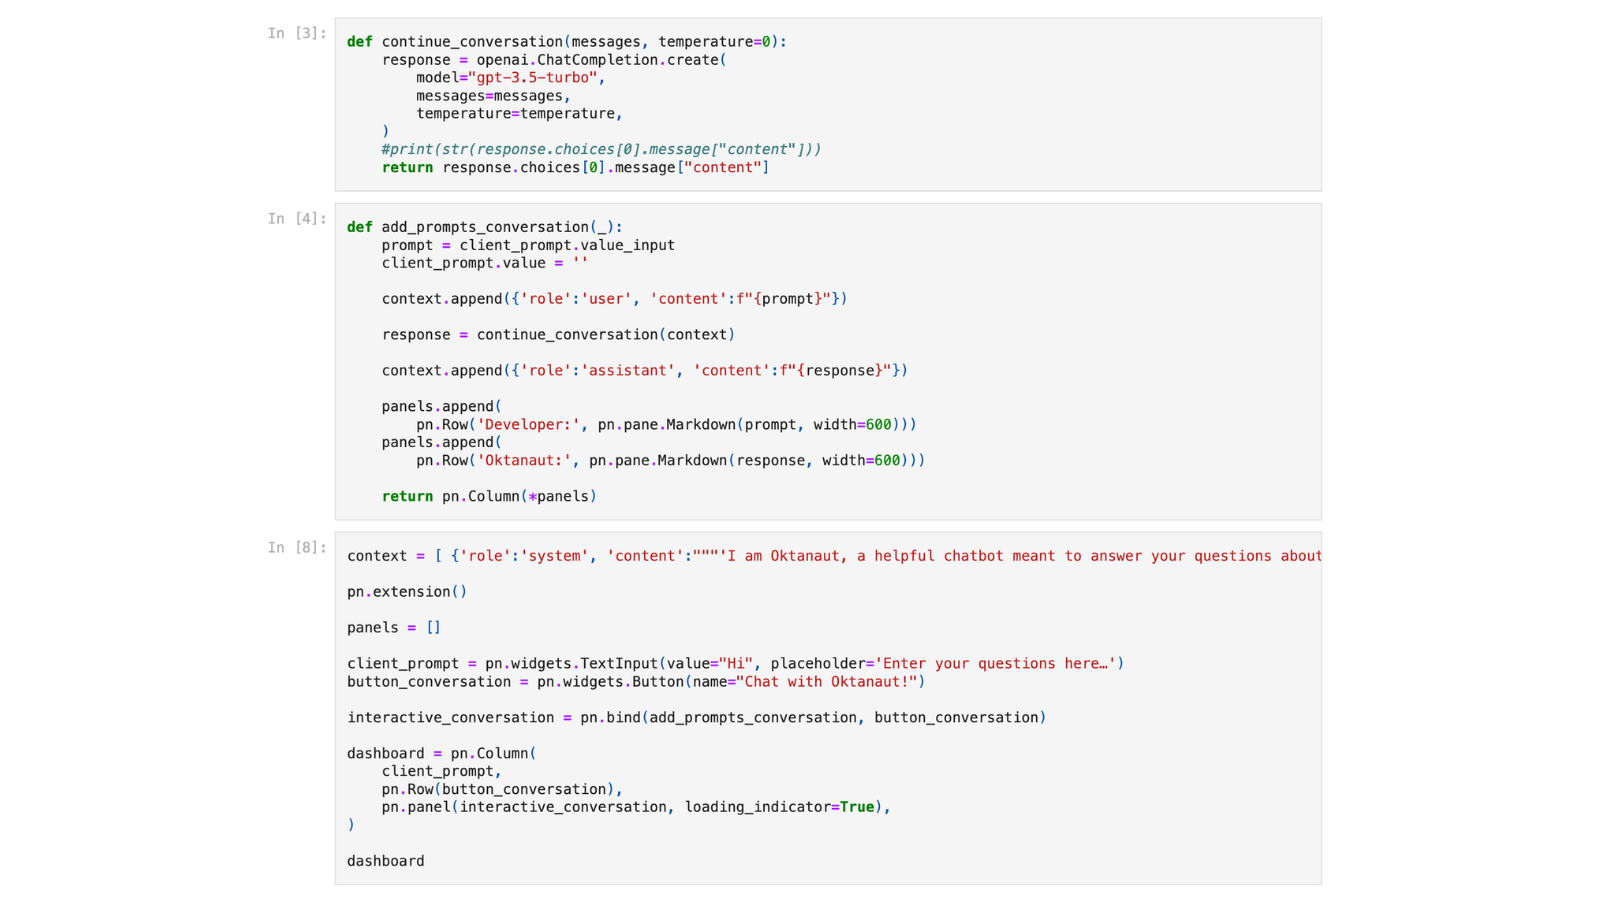 In [3]:
def continue_conversation(messages, temperature=0):
    response = openai.ChatCompletion.create(
        model="gpt-3.5-turbo",
        messages=messages,
        temperature=temperature,
    )
    #print(str(response.choices[0].message["content"]))
    return response.choices[0].message["content"]
In [4]:
def add_prompts_conversation(_):
    prompt = client_prompt.value_input
    client_prompt.value = ''
    context.append({'role':'user', 'content':f"{prompt}"})
    response = continue_conversation(context)
    context.append({'role':'assistant', 'content':f"{response}"})
    panels.append(
        pn.Row('Developer:', pn.pane.Markdown(prompt, width=600)))
    panels.append(
        pn.Row('Oktanaut:', pn.pane.Markdown(response, width=600)))
    return pn.Column(*panels)
In [8]:
context = [ {'role':'system', 'content':"""'I am Oktanaut, a helpful chatbot meant to answer your questions about
pn.extension()
panels = []
client_prompt = pn.widgets.TextInput(value="Hi", placeholder='Enter your questions here…')
button_conversation = pn.widgets.Button(name="Chat with Oktanaut!")
interactive_conversation = pn.bind(add_prompts_conversation, button_conversation)
dashboard = pn.Column(
    client_prompt,
    pn.Row(button_conversation),
    pn.panel(interactive_conversation, loading_indicator=True),
)
dashboard